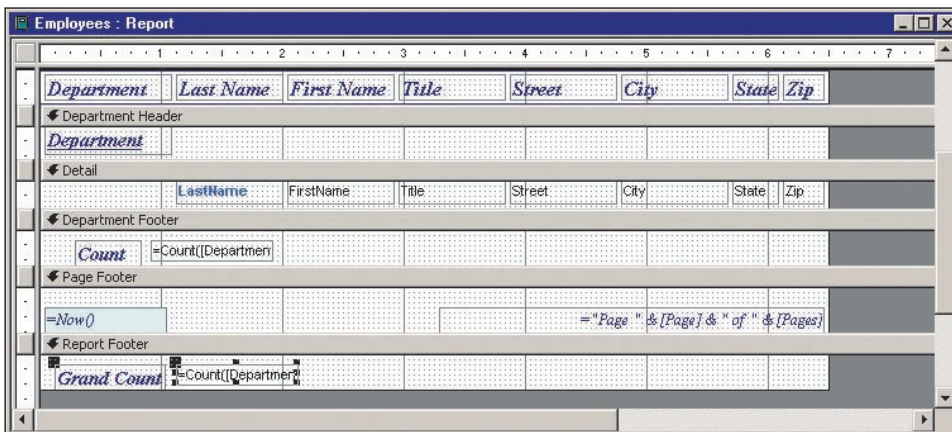 Employees : Report
1 2 3 4 5 6 7
Department Last Name First Name Title Street City State Zip
Department Header
Department
Detail
LastName FirstName Title Street City State Zip
Department Footer
Count =Count([Departmen
Page Footer
=Now() ="Page " & [Page] & " of " & [Pages]
Report Footer
Grand Count =Count([Departmen